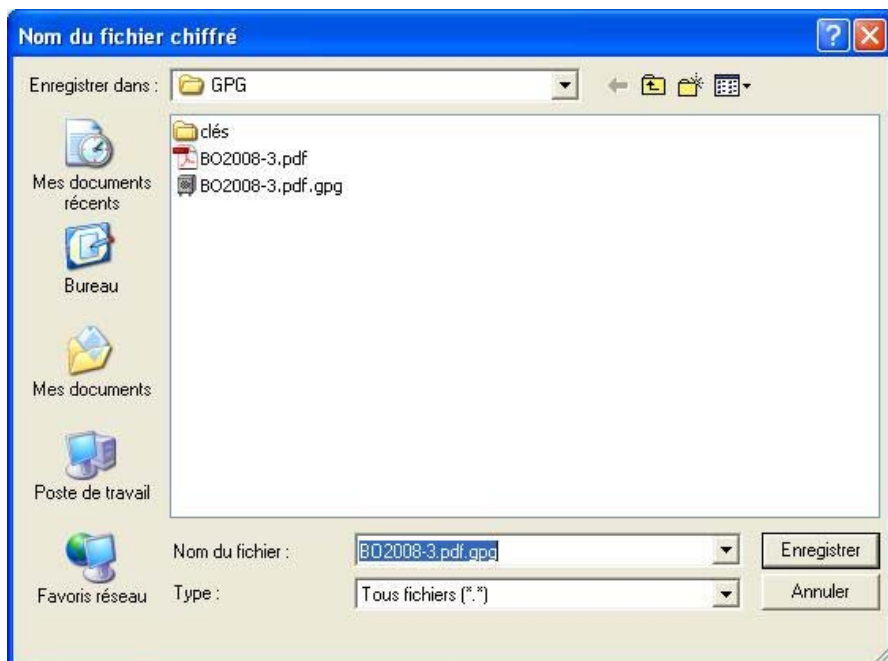 Nom du fichier chiffré
Enregistrer dans :
GPG
clés
BO2008-3.pdf
BO2008-3.pdf.gpg
Mes documents
récents
Bureau
Mes documents
Poste de travail
Favoris réseau
Nom du fichier :
BO2008-3.pdf.gpg
Enregistrer
Type :
Tous fichiers (*.*)
Annuler